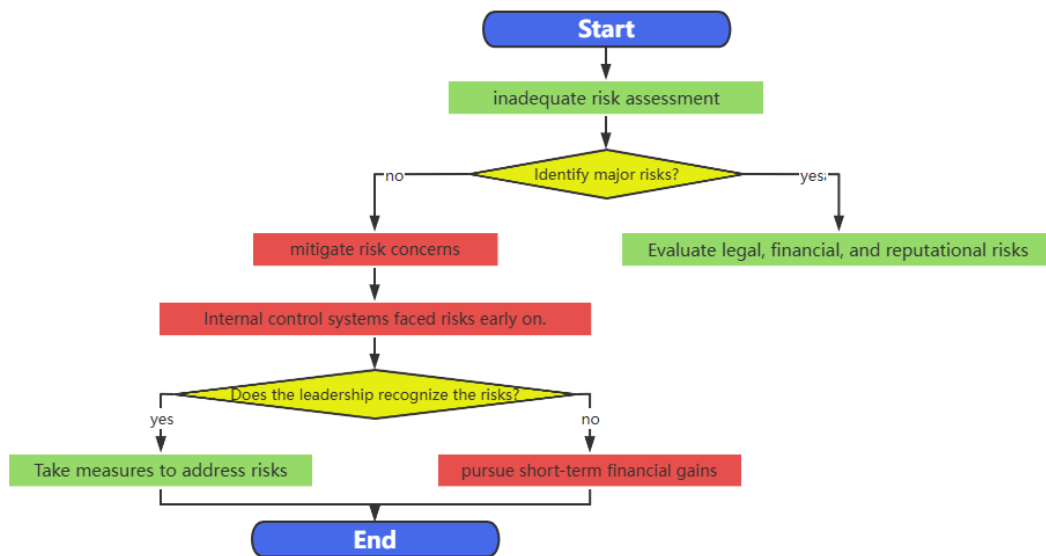 Start
inadequate risk assessment
Identify major risks?
no
yes
mitigate risk concerns
Evaluate legal, financial, and reputational risks
Internal control systems faced risks early on.
Does the leadership recognize the risks?
yes
no
Take measures to address risks
pursue short-term financial gains
End